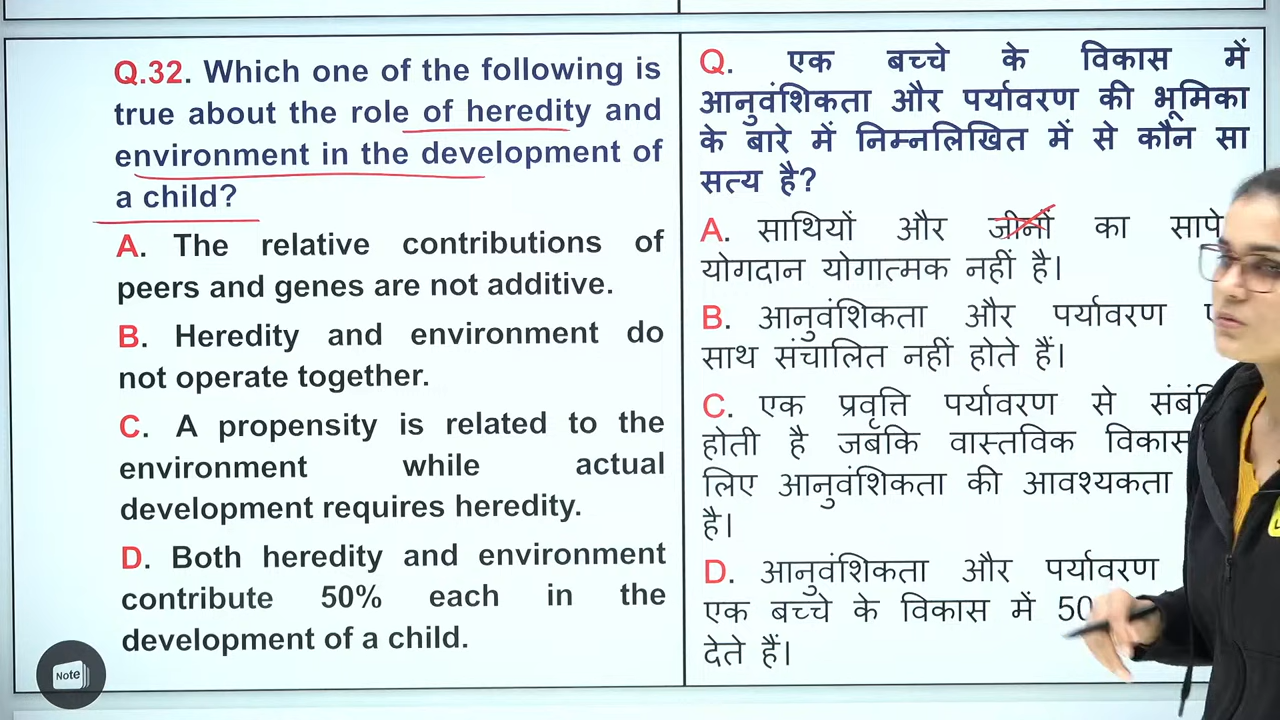 Q.32. Which one of the following is
true about the role of heredity and
environment in the development of
a child?
A. The relative contributions of
peers and genes are not additive.
B. Heredity and environment do
not operate together.
C. A propensity is related to the
environment while actual
development requires heredity.
D. Both heredity and environment
contribute 50% each in the
development of a child.
Q. एक बच्चे के विकास में
आनुवंशिकता और पर्यावरण की भूमिका
के बारे में निम्नलिखित में से कौन सा
सत्य है?
A. साथियों और जीनों का
योगदान योगात्मक नहीं है।
B. आनुवंशिकता और पर्यावरण
साथ संचालित नहीं होते हैं।
C. एक प्रवृत्ति पर्यावरण से
होती है जबकि वास्तविक विकास
लिए आनुवंशिकता की आवश्यकता
है।
D. आनुवंशिकता और पर्यावरण
एक बच्चे के विकास में 50
देते हैं।
Note